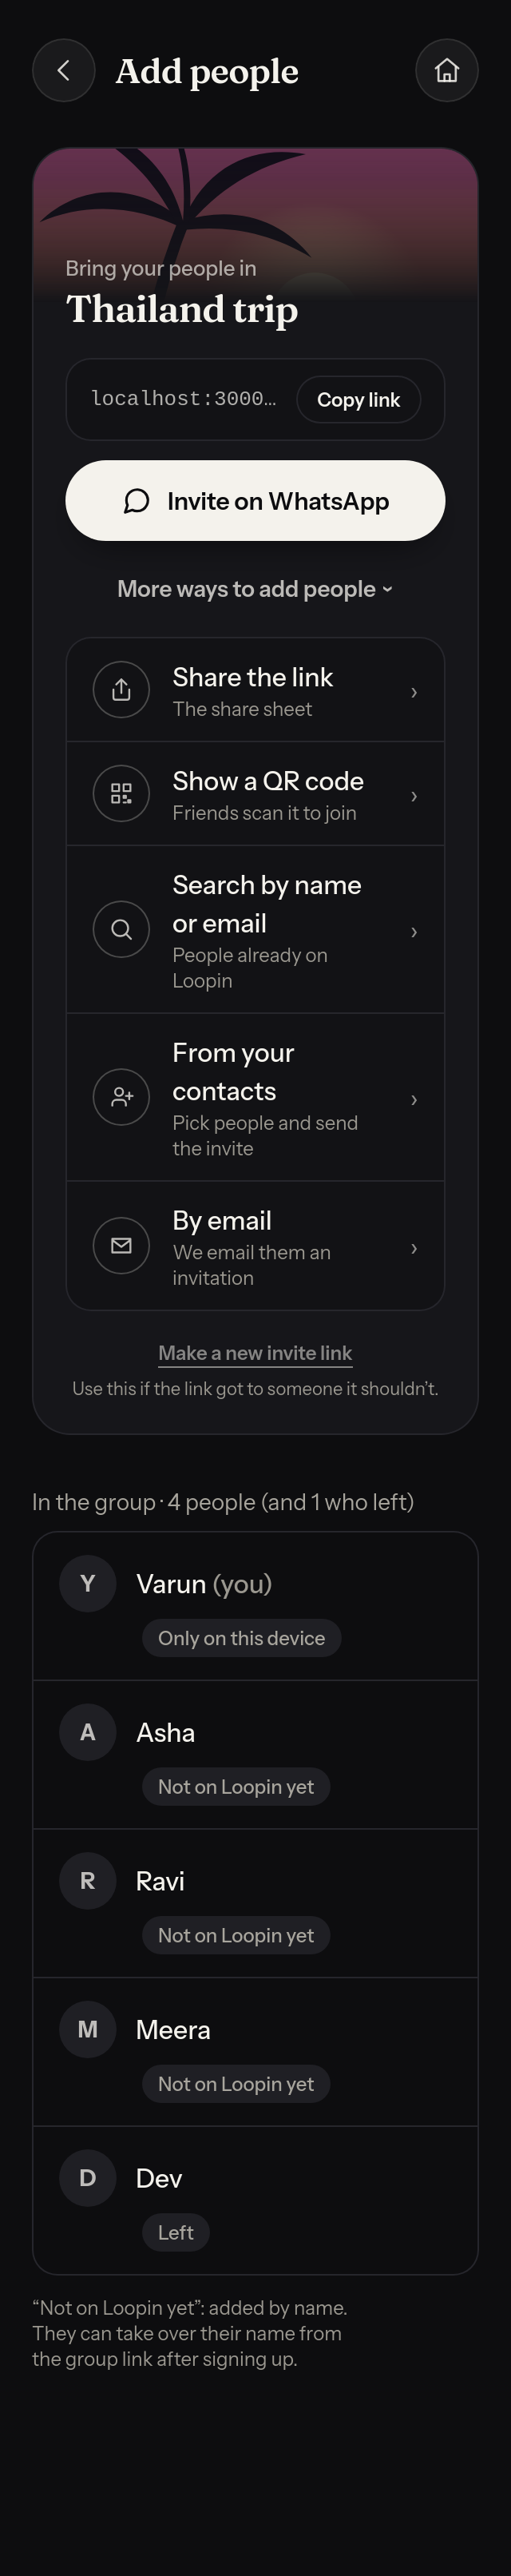 Add people
Bring your people in
Thailand trip
localhost:3000…
Copy link
Invite on WhatsApp
More ways to add people
Share the link
The share sheet
Show a QR code
Friends scan it to join
Search by name
or email
People already on
Loopin
From your
contacts
Pick people and send
the invite
By email
We email them an
invitation
Make a new invite link
Use this if the link got to someone it shouldn’t.
In the group · 4 people (and 1 who left)
Y
Varun (you)
Only on this device
A
Asha
Not on Loopin yet
R
Ravi
Not on Loopin yet
M
Meera
Not on Loopin yet
D
Dev
Left
“Not on Loopin yet”: added by name.
They can take over their name from
the group link after signing up.